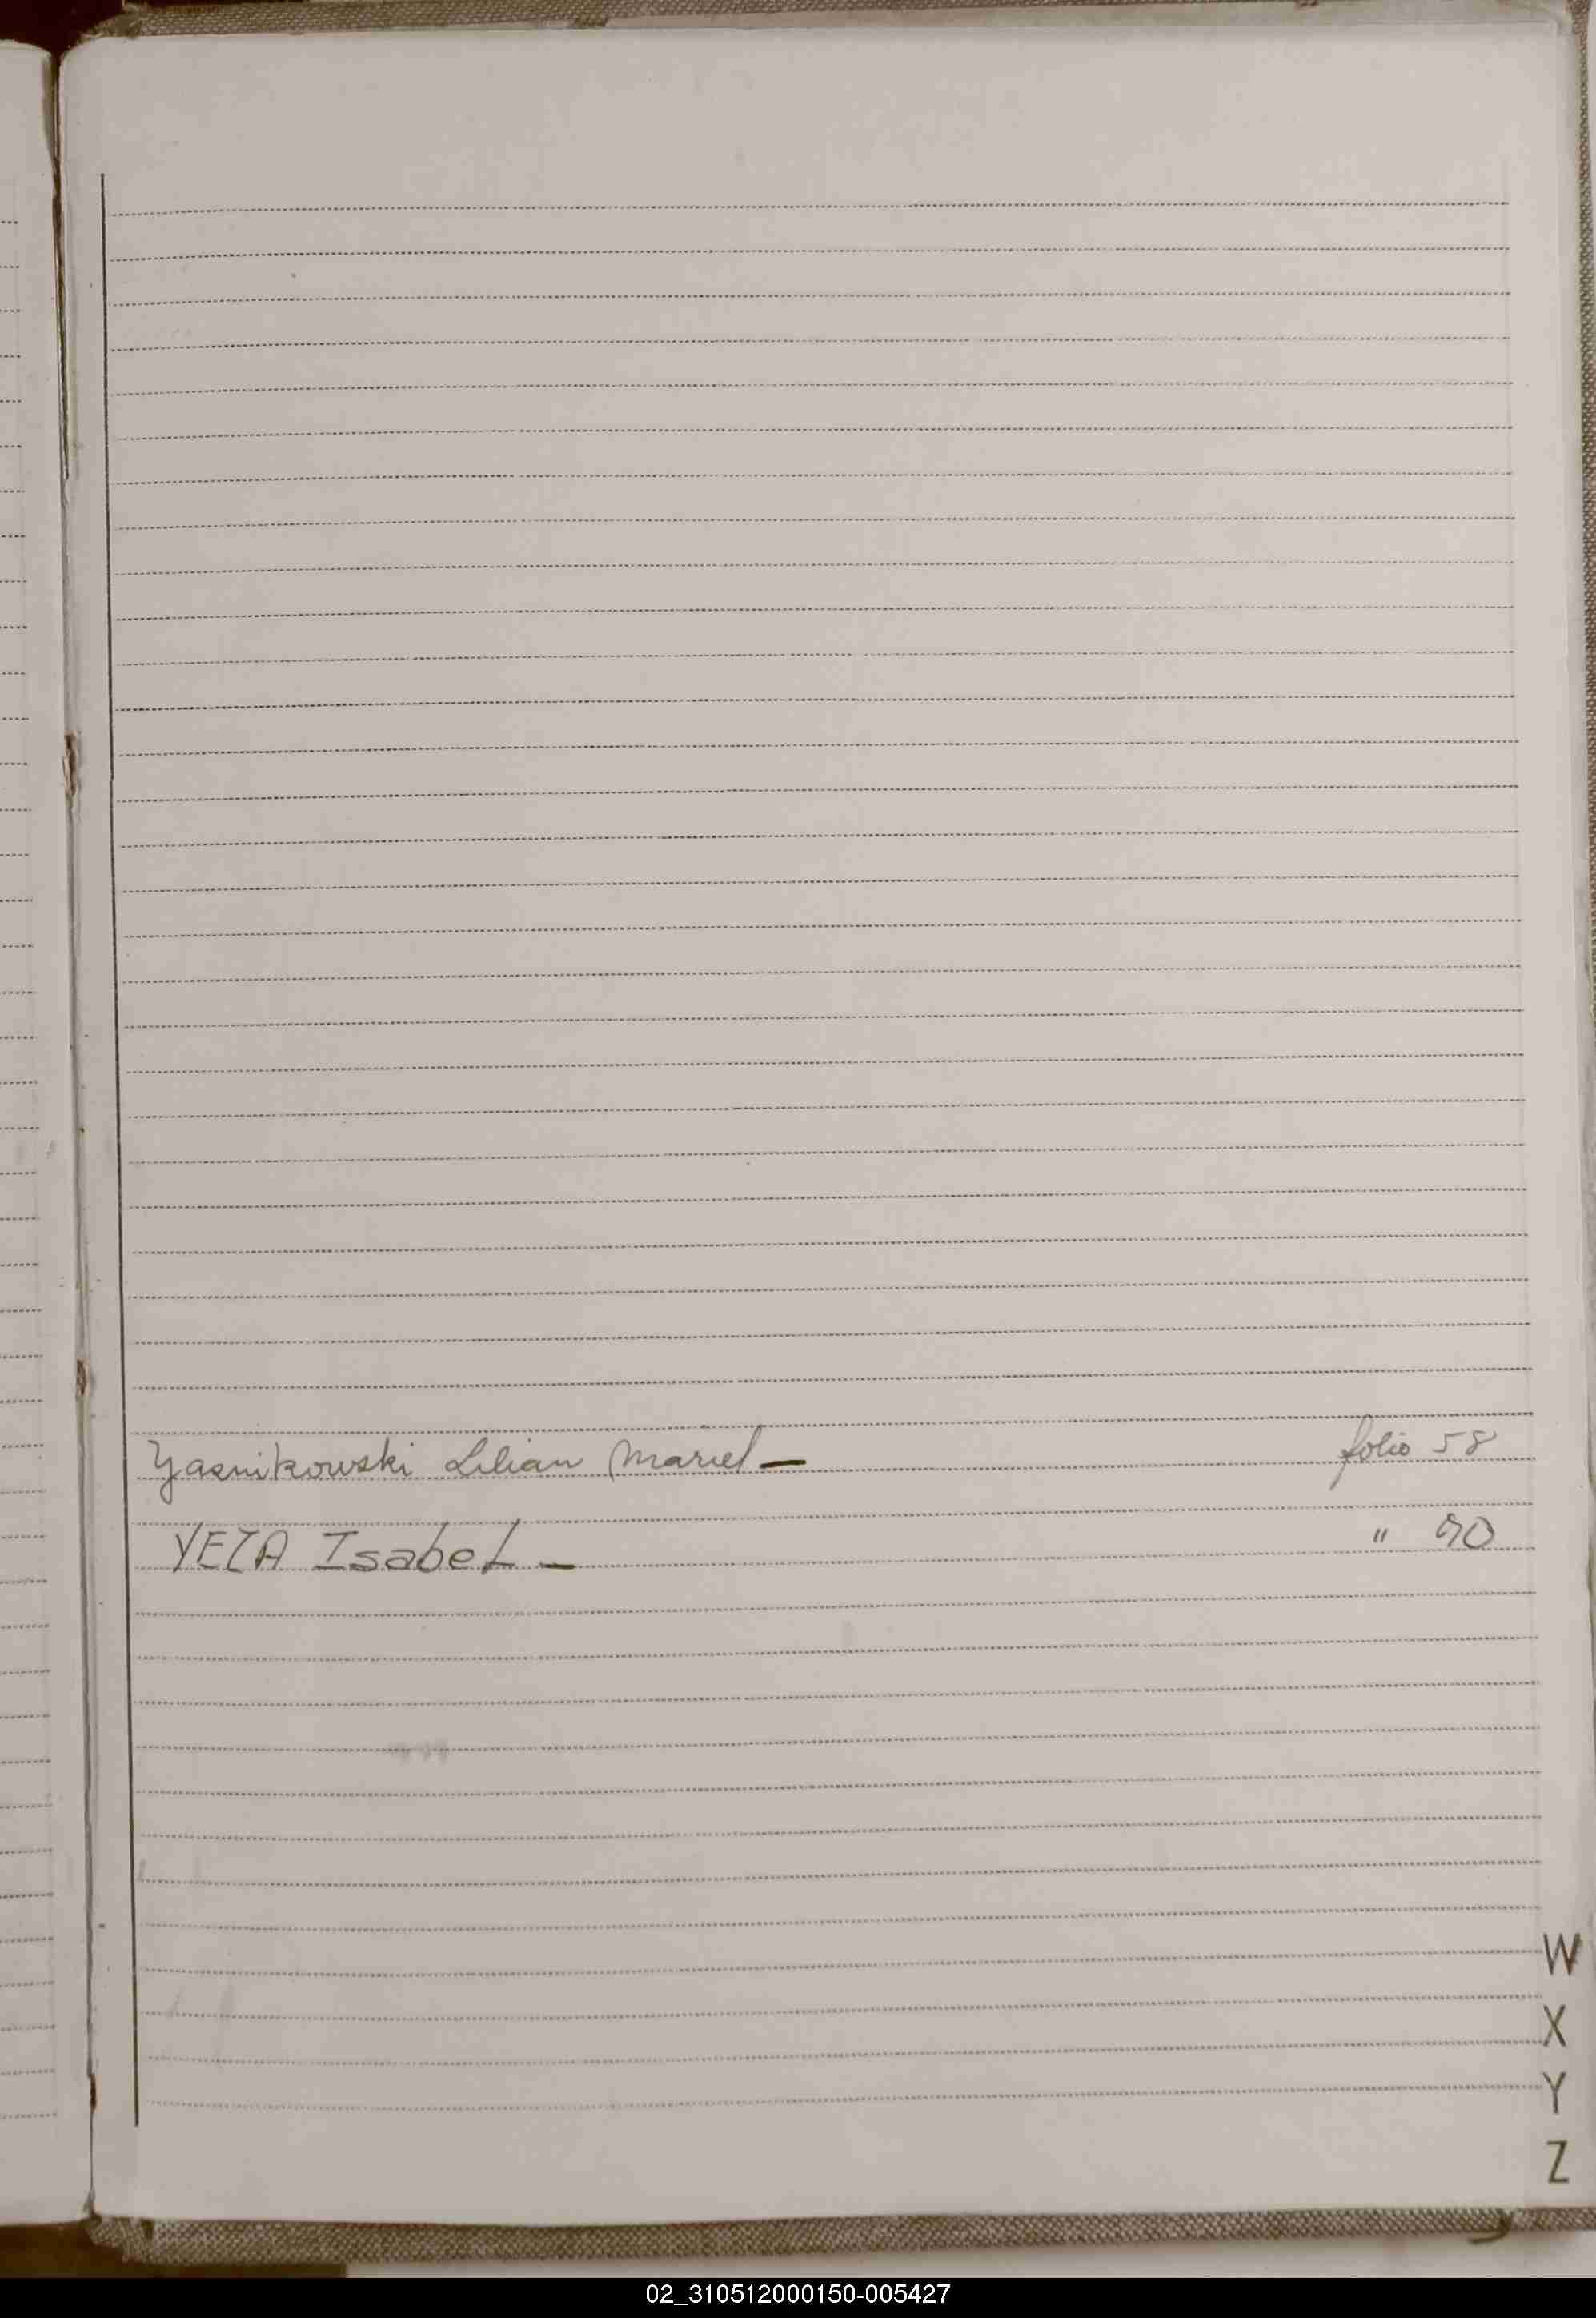 Yasnikowski Lilian Mariel — folio 58
YEZA Isabel — " 90
W
X
Y
Z
02_310512000150-005427